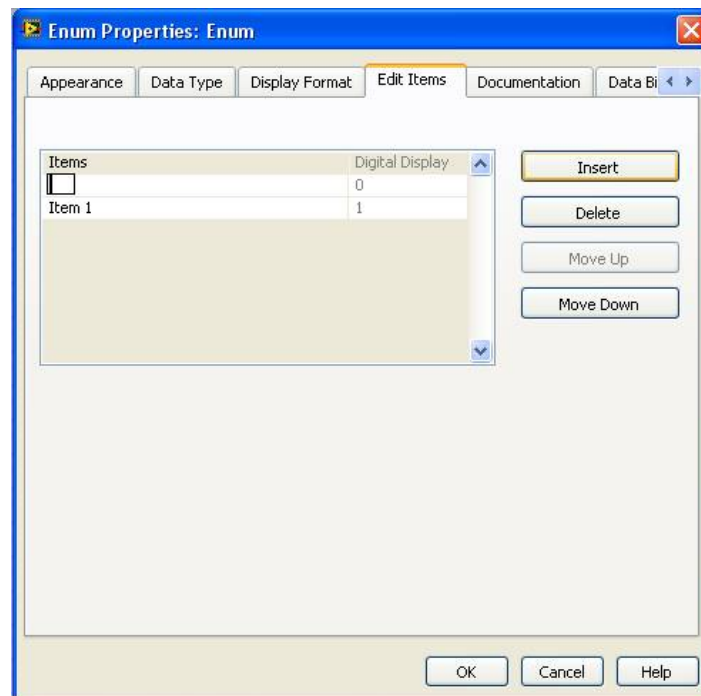 Enum Properties: Enum
Appearance Data Type Display Format Edit Items Documentation Data Bi
Items Digital Display
0
Item 1 1
Insert
Delete
Move Up
Move Down
OK Cancel Help